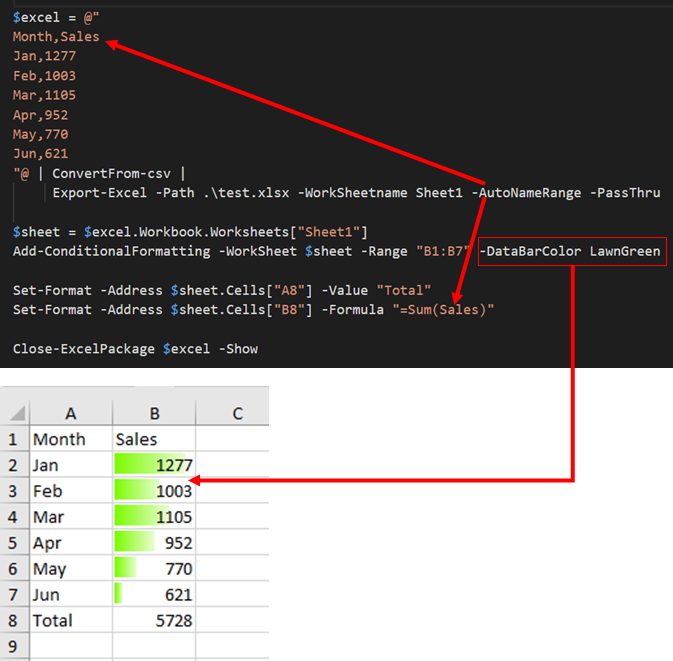 $excel = @"
Month,Sales
Jan,1277
Feb,1003
Mar,1105
Apr,952
May,770
Jun,621
"@ | ConvertFrom-csv |
Export-Excel -Path .\test.xlsx -WorkSheetname Sheet1 -AutoNameRange -PassThru
$sheet = $excel.Workbook.Worksheets["Sheet1"]
Add-ConditionalFormatting -WorkSheet $sheet -Range "B1:B7" -DataBarColor LawnGreen
Set-Format -Address $sheet.Cells["A8"] -Value "Total"
Set-Format -Address $sheet.Cells["B8"] -Formula "=Sum(Sales)"
Close-ExcelPackage $excel -Show
A B C
1 Month Sales
2 Jan 1277
3 Feb 1003
4 Mar 1105
5 Apr 952
6 May 770
7 Jun 621
8 Total 5728
9